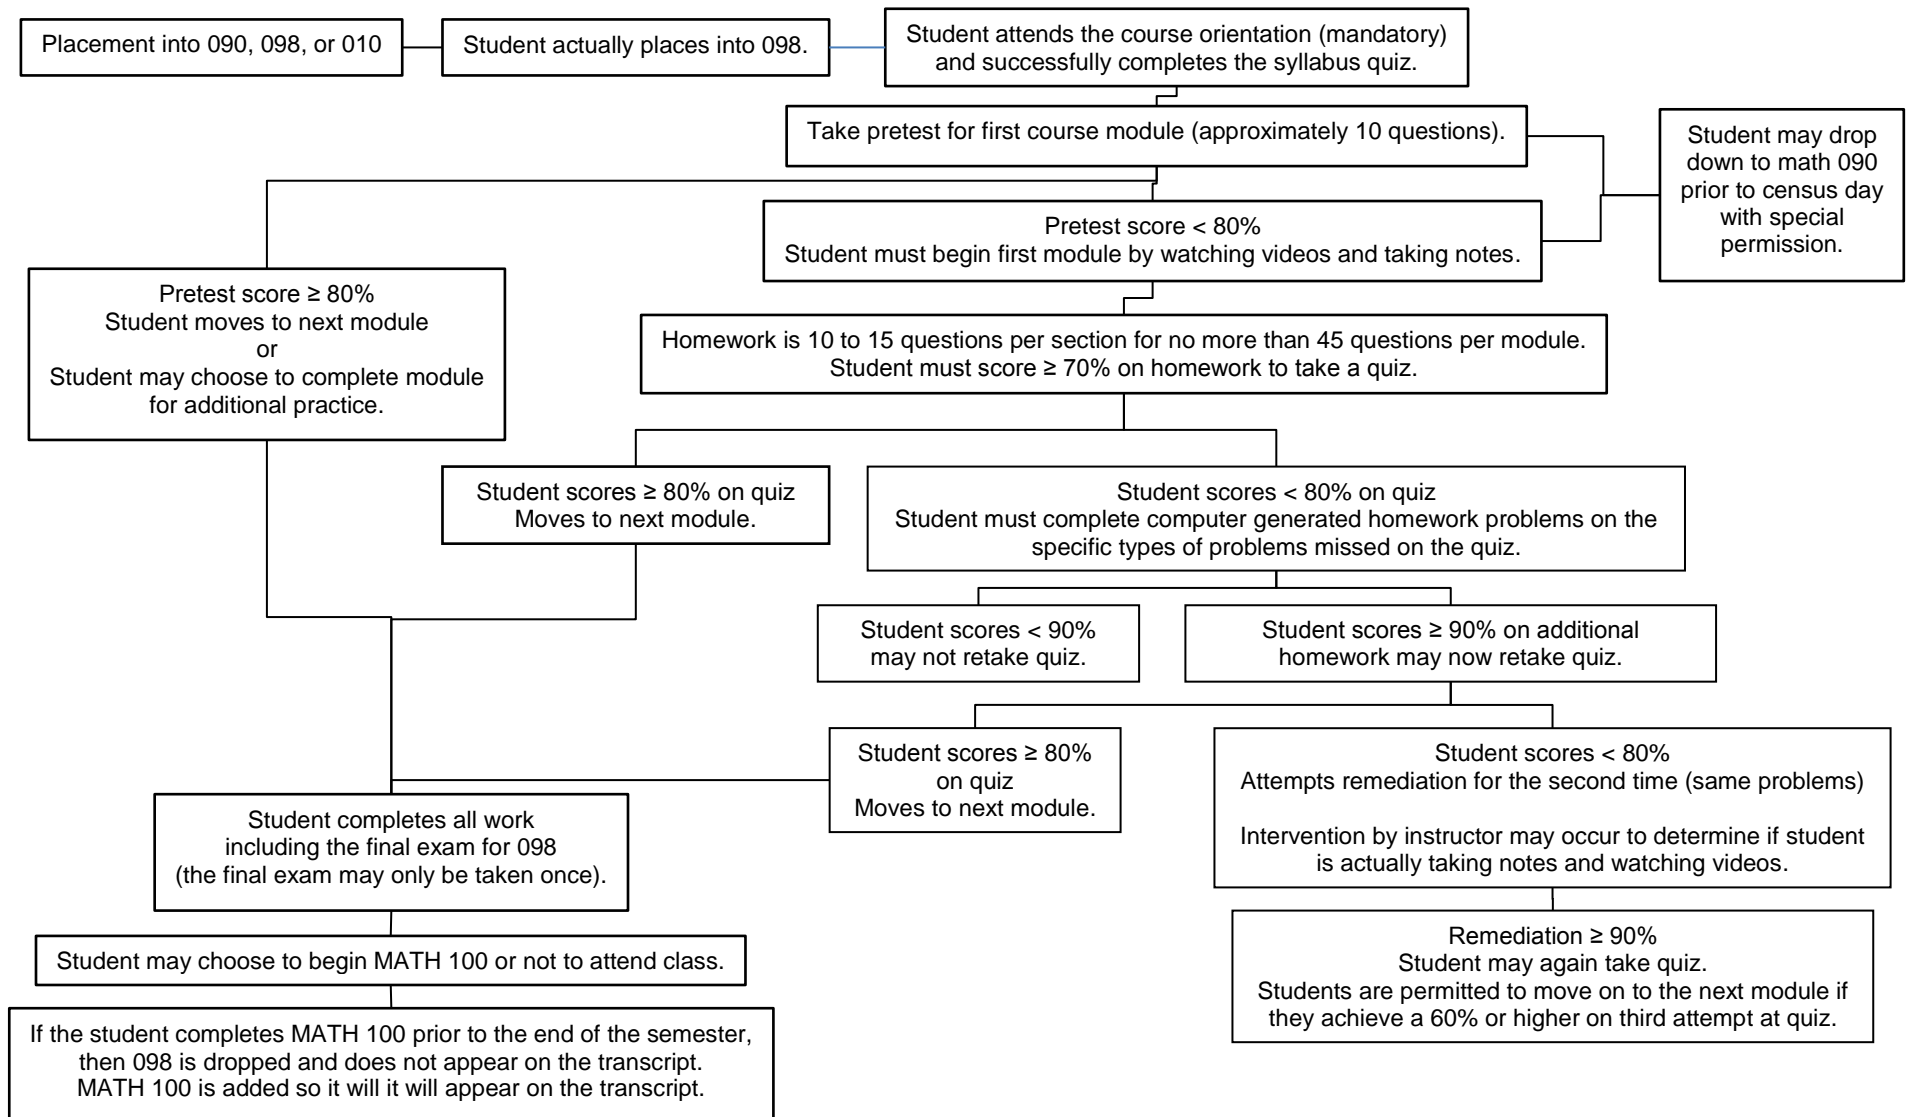 Placement into 090, 098, or 010
Student actually places into 098.
Student attends the course orientation (mandatory)
and successfully completes the syllabus quiz.
Take pretest for first course module (approximately 10 questions).
Student may drop
down to math 090
prior to census day
with special
permission.
Pretest score < 80%
Student must begin first module by watching videos and taking notes.
Pretest score ≥ 80%
Student moves to next module
or
Student may choose to complete module
for additional practice.
Homework is 10 to 15 questions per section for no more than 45 questions per module.
Student must score ≥ 70% on homework to take a quiz.
Student scores ≥ 80% on quiz
Moves to next module.
Student scores < 80% on quiz
Student must complete computer generated homework problems on the
specific types of problems missed on the quiz.
Student scores < 90%
may not retake quiz.
Student scores ≥ 90% on additional
homework may now retake quiz.
Student scores ≥ 80%
on quiz
Moves to next module.
Student scores < 80%
Attempts remediation for the second time (same problems)
Intervention by instructor may occur to determine if student
is actually taking notes and watching videos.
Student completes all work
including the final exam for 098
(the final exam may only be taken once).
Remediation ≥ 90%
Student may again take quiz.
Students are permitted to move on to the next module if
they achieve a 60% or higher on third attempt at quiz.
Student may choose to begin MATH 100 or not to attend class.
If the student completes MATH 100 prior to the end of the semester,
then 098 is dropped and does not appear on the transcript.
MATH 100 is added so it will it will appear on the transcript.